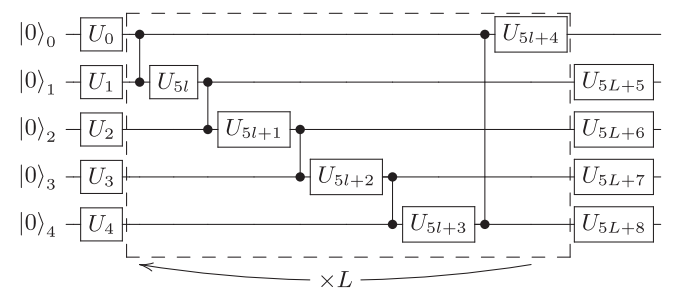 |0⟩₀ U₀ U₅ₗ₊₄
|0⟩₁ U₁ U₅ₗ U₅L₊₅
|0⟩₂ U₂ U₅ₗ₊₁ U₅L₊₆
|0⟩₃ U₃ U₅ₗ₊₂ U₅L₊₇
|0⟩₄ U₄ U₅ₗ₊₃ U₅L₊₈
×L